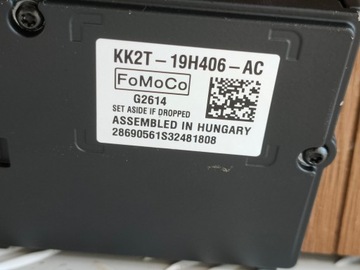 KK2T-19H406-AC
FoMoCo
G2614
SET ASIDE IF DROPPED
ASSEMBLED IN HUNGARY
28690561S32481808